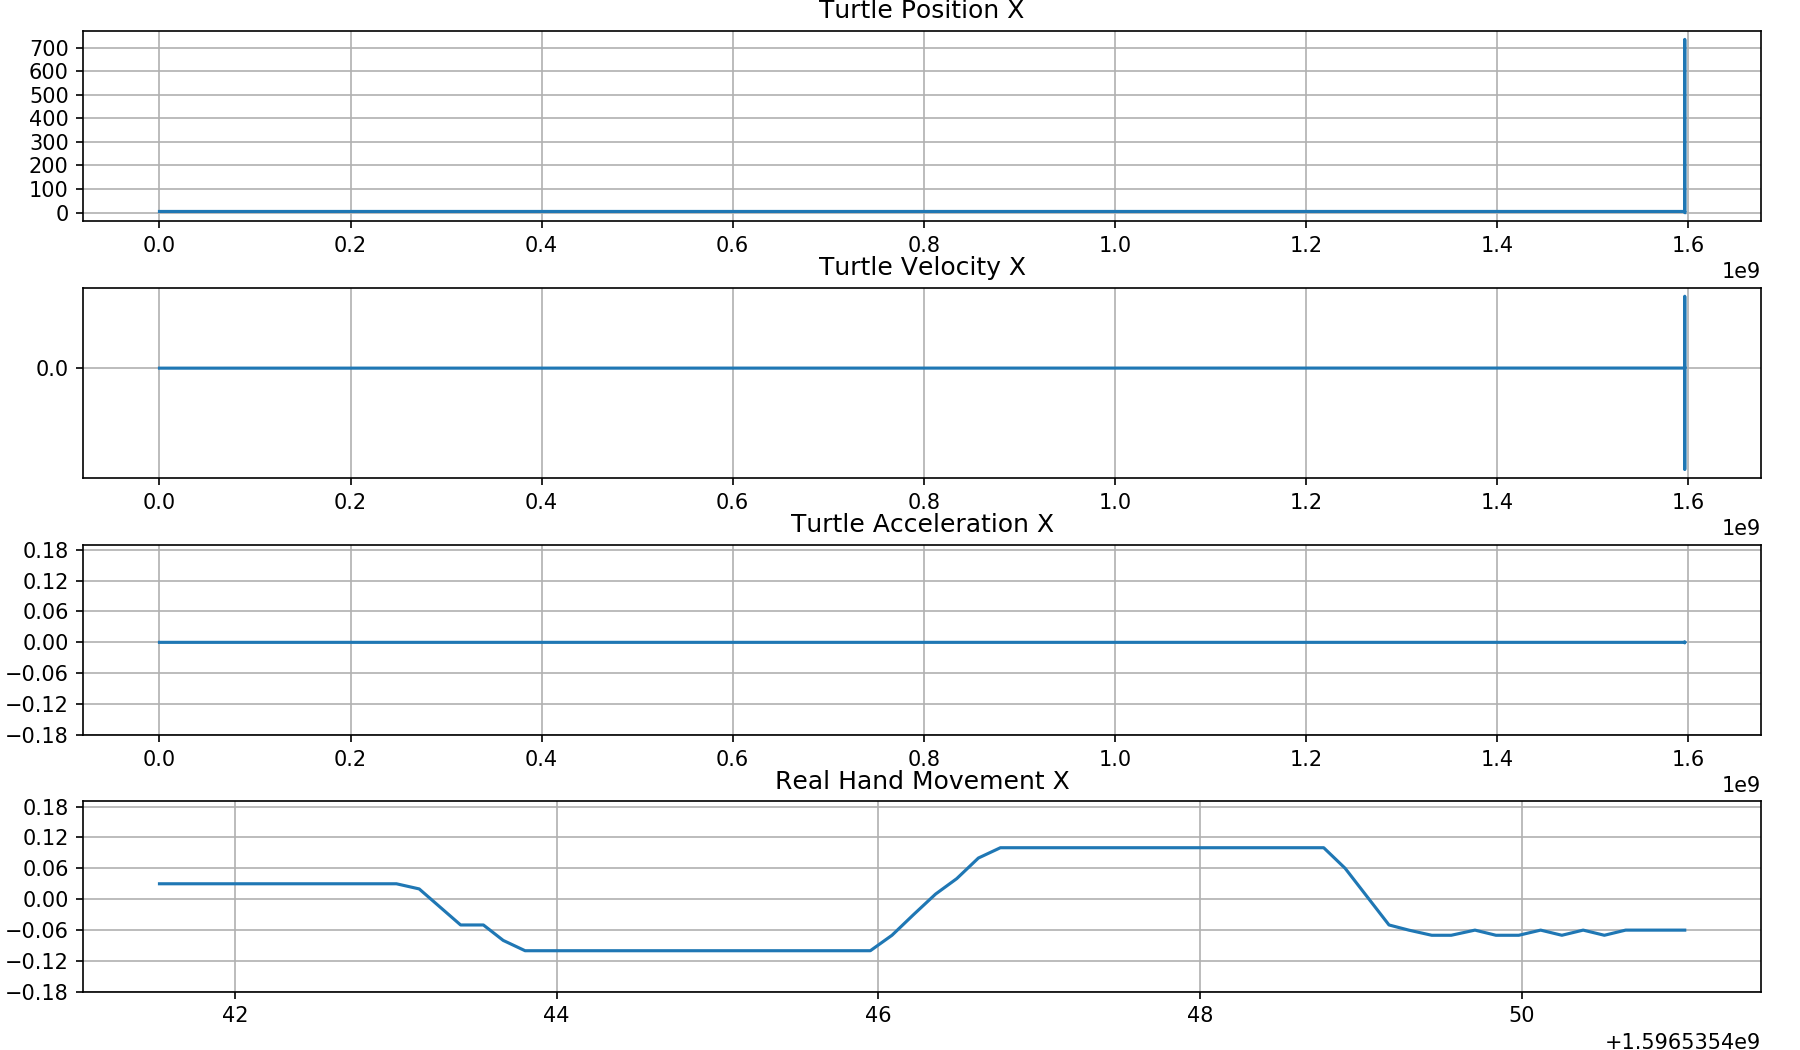 Turtle Position X
700
600
500
400
300
200
100
0
0.0 0.2 0.4 0.6 0.8 1.0 1.2 1.4 1.6
1e9
Turtle Velocity X
0.0
0.0 0.2 0.4 0.6 0.8 1.0 1.2 1.4 1.6
1e9
Turtle Acceleration X
0.18
0.12
0.06
0.00
−0.06
−0.12
−0.18
0.0 0.2 0.4 0.6 0.8 1.0 1.2 1.4 1.6
1e9
Real Hand Movement X
0.18
0.12
0.06
0.00
−0.06
−0.12
−0.18
42 44 46 48 50
+1.5965354e9